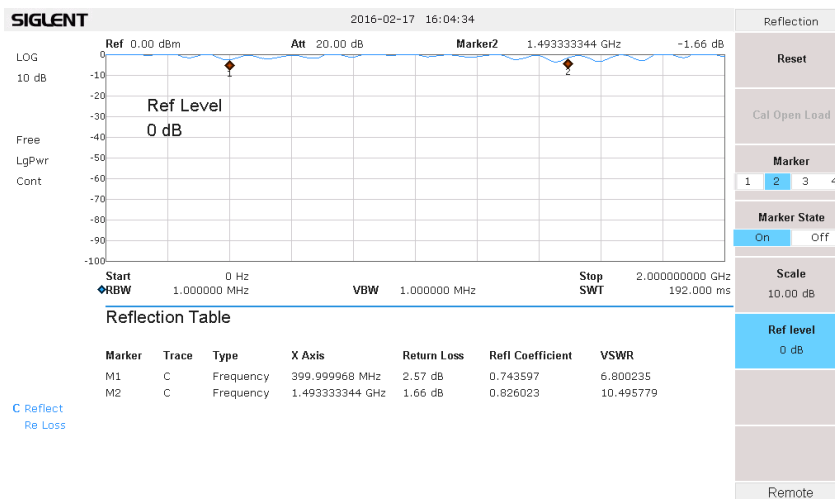 SIGLENT 2016-02-17 16:04:34 Reflection
Ref 0.00 dBm Att 20.00 dB Marker2 1.493333344 GHz -1.66 dB
LOG
10 dB
Free
LgPwr
Cont
0
-10
-20
-30
-40
-50
-60
-70
-80
-90
-100
1
2
Ref Level
0 dB
Start 0 Hz Stop 2.000000000 GHz
RBW 1.000000 MHz VBW 1.000000 MHz SWT 192.000 ms
Reflection Table
Marker Trace Type X Axis Return Loss Refl Coefficient VSWR
M1 C Frequency 399.999968 MHz 2.57 dB 0.743597 6.800235
M2 C Frequency 1.493333344 GHz 1.66 dB 0.826023 10.495779
C Reflect
Re Loss
Reset
Cal Open Load
Marker
1 2 3 4
Marker State
On Off
Scale
10.00 dB
Refl level
0 dB
Remote